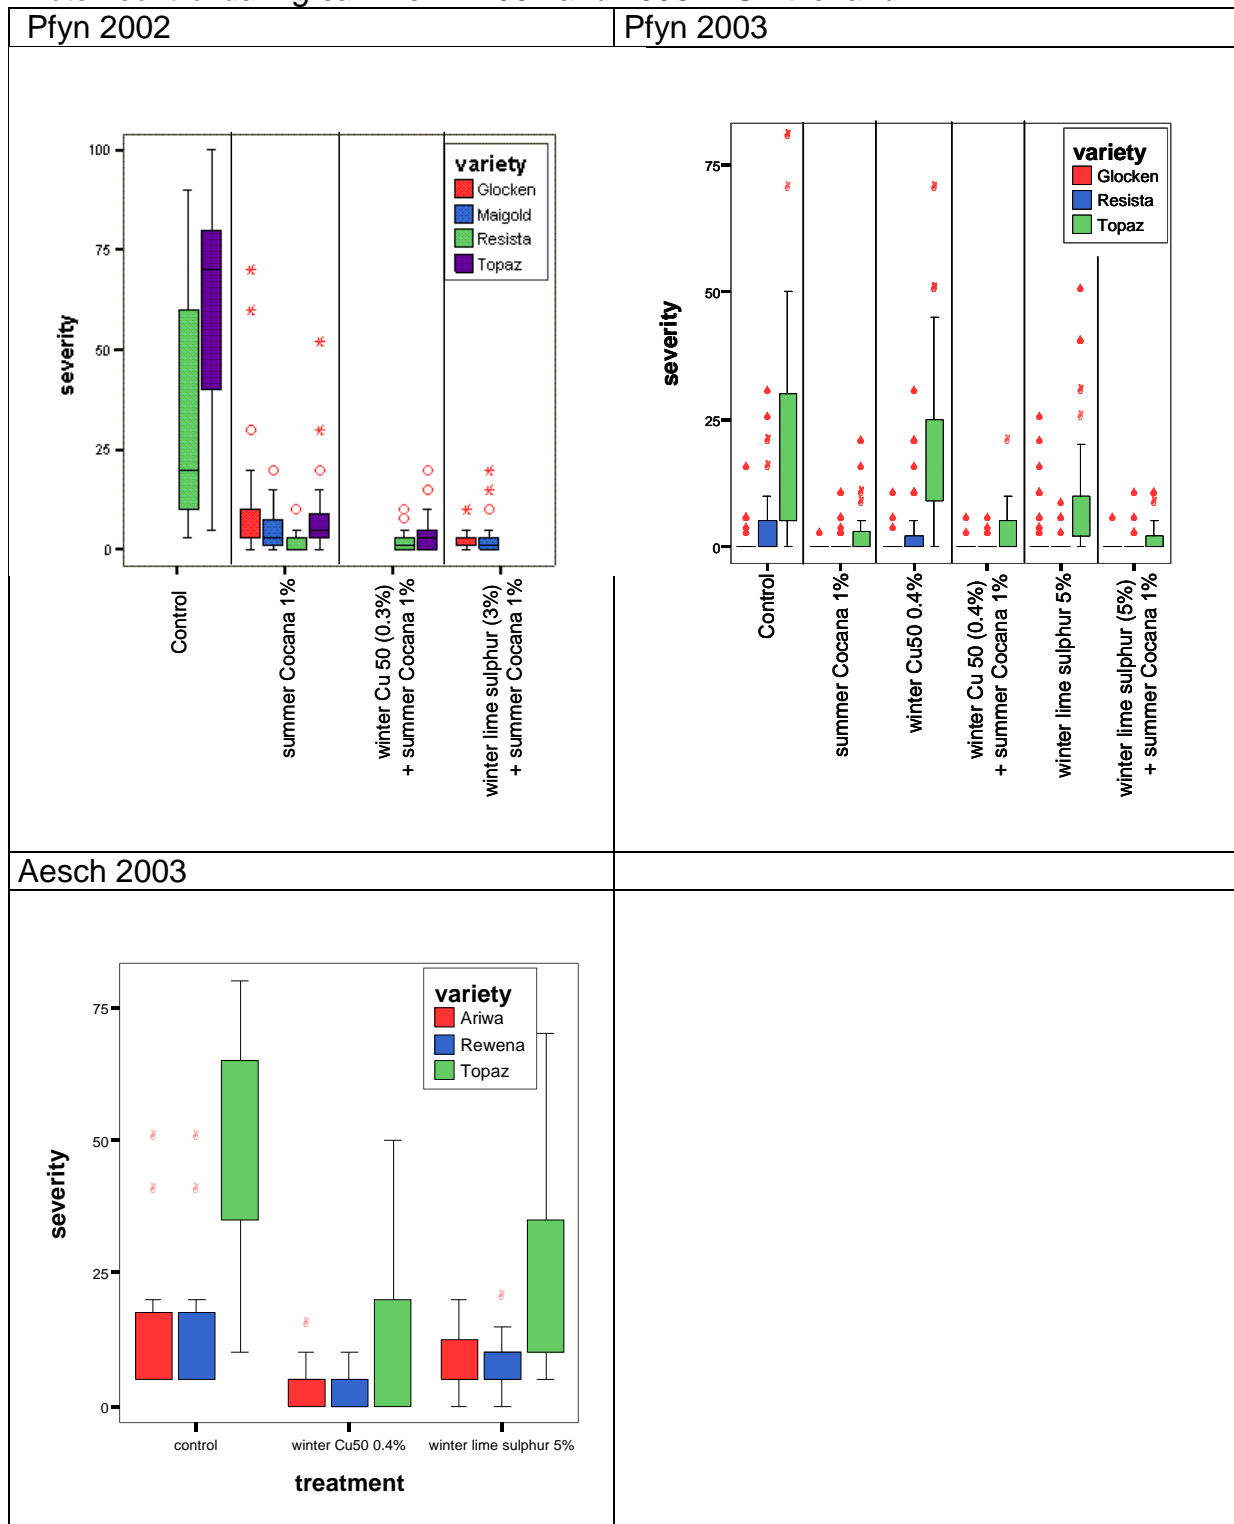 Pfyn 2002
Pfyn 2003
100
75
50
25
0
severity
variety
Glocken
Maigold
Resista
Topaz
Control
summer Cocana 1%
winter Cu 50 (0.3%)
+ summer Cocana 1%
winter lime sulphur (3%)
+ summer Cocana 1%
75
50
25
0
severity
variety
Glocken
Resista
Topaz
Control
summer Cocana 1%
winter Cu50 0.4%
winter Cu 50 (0.4%)
+ summer Cocana 1%
winter lime sulphur 5%
winter lime sulphur (5%)
+ summer Cocana 1%
Aesch 2003
75
50
25
0
severity
variety
Ariwa
Rewena
Topaz
control
winter Cu50 0.4%
winter lime sulphur 5%
treatment